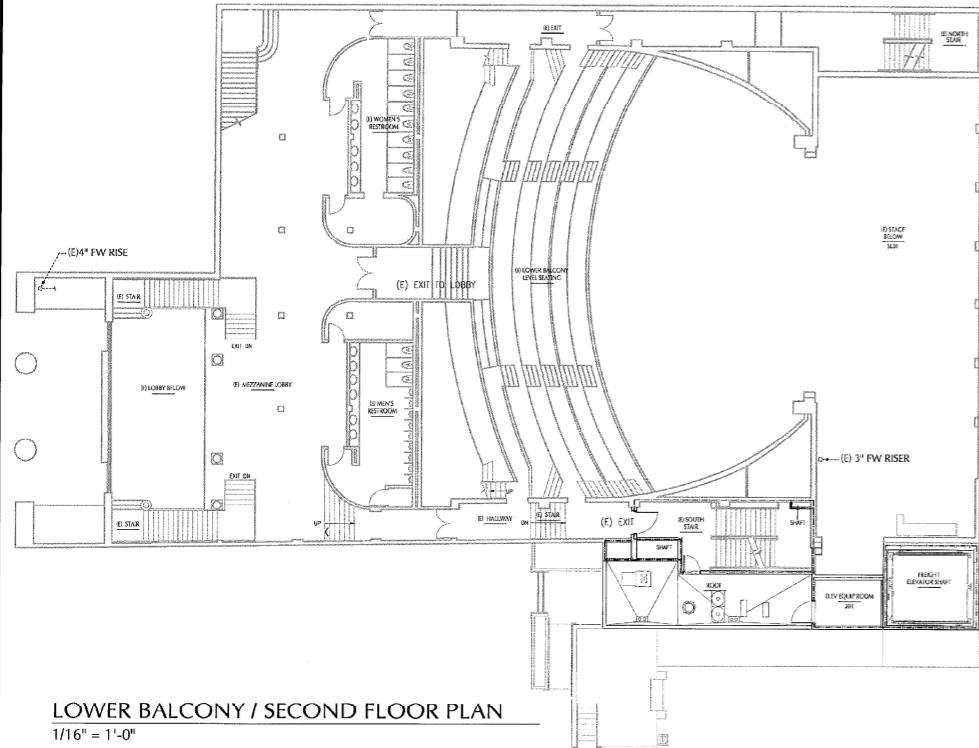 (E) EXIT
(E) NORTH
STAIR
(E) WOMEN'S
RESTROOM
(E) STAGE
BELOW
SL01
(E)4" FW RISE
(E) EXIT TO LOBBY
(E) LOWER BALCONY
LEVEL SEATING
(E) STAIR
EXIT DN
(E) LOBBY BELOW
(E) MEZZANINE LOBBY
(E) MEN'S
RESTROOM
(E) 3" FW RISER
EXIT DN
UP
(E) STAIR
UP
(E) HALLWAY
DN
(E) STAIR
(E) EXIT
(E) SOUTH
STAIR
SHAFT
SHAFT
ROOF
ELEV EQUIP ROOM
201
FREIGHT
ELEVATOR SHAFT
LOWER BALCONY / SECOND FLOOR PLAN
1/16" = 1'-0"